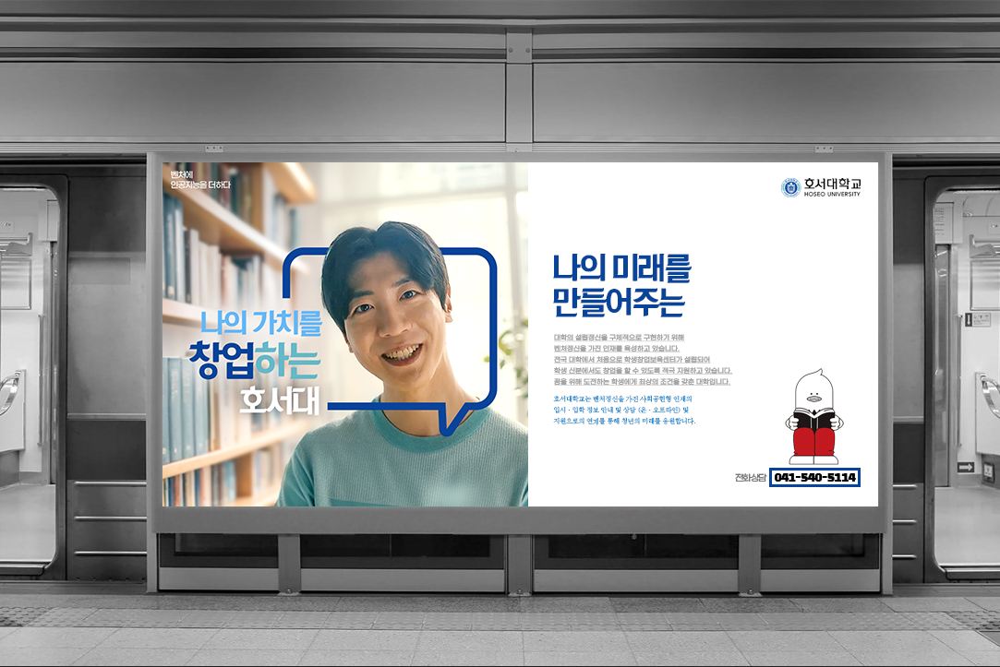 벤처에
인공지능을 더하다
나의 가치를
창업하는
호서대
호서대학교
HOSEO UNIVERSITY
나의 미래를
만들어주는
대학의 설립정신을 구체적으로 구현하기 위해
벤처정신을 가진 인재를 육성하고 있습니다.
전국 대학에서 처음으로 학생창업보육센터가 설립되어
학생 신분에서도 창업을 할 수 있도록 적극 지원하고 있습니다.
꿈을 위해 도전하는 학생에게 최상의 조건을 갖춘 대학입니다.
호서대학교는 벤처정신을 가진 사회공헌형 인재의
입시 · 입학 정보 안내 및 상담 (온 · 오프라인) 및
지원으로의 연계를 통해 청년의 미래를 응원합니다.
전화상담 041-540-5114